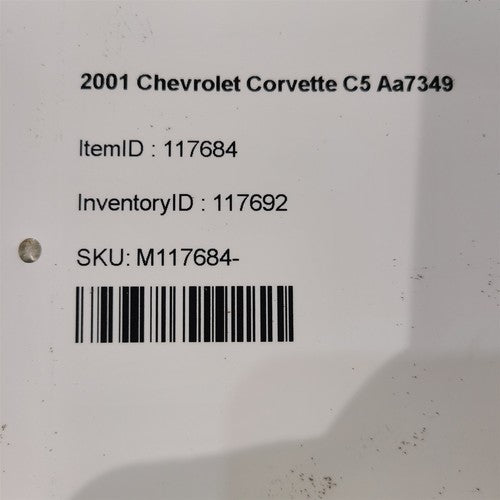 2001 Chevrolet Corvette C5 Aa7349
ItemID : 117684
InventoryID : 117692
SKU: M117684-